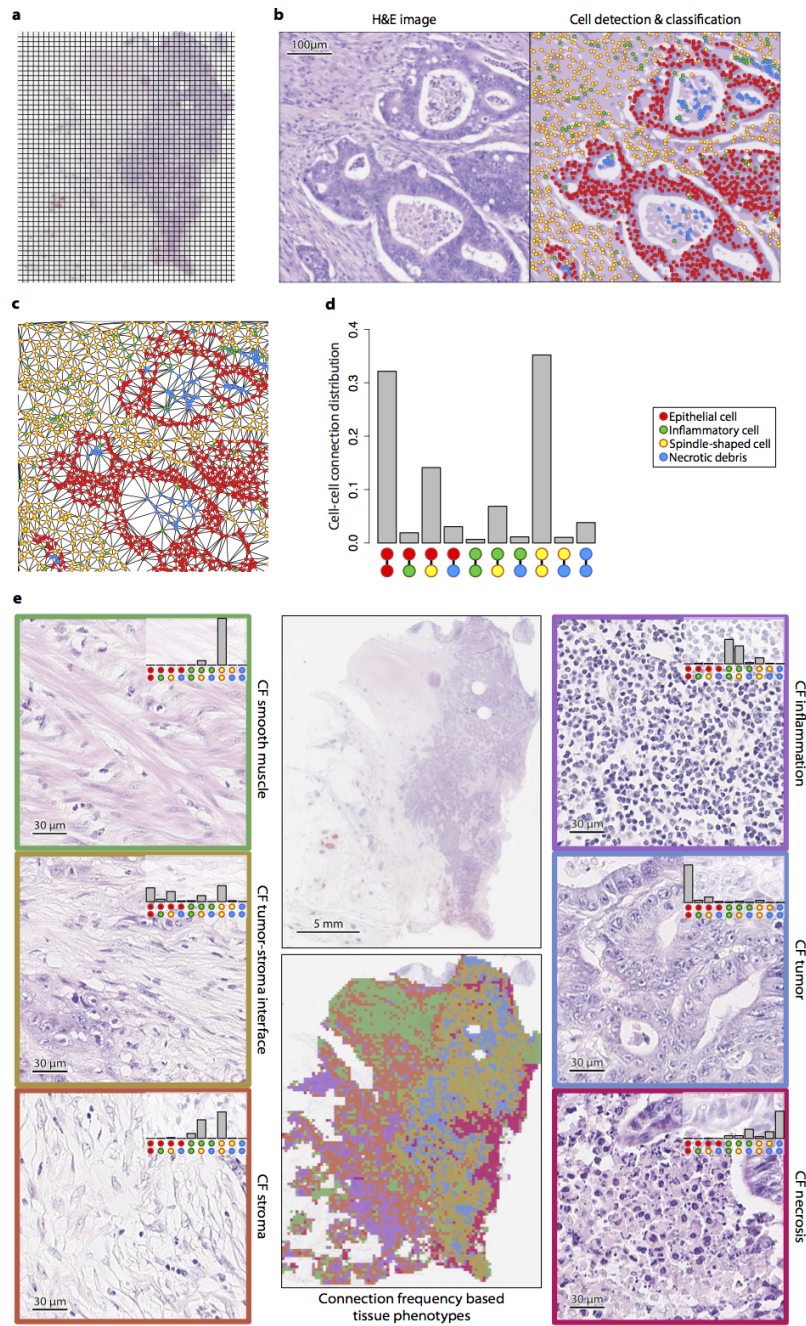 a
b
H&E image
Cell detection & classification
100μm
c
d
Cell-cell connection distribution
0.4
0.3
0.2
0.1
0.0
Epithelial cell
Inflammatory cell
Spindle-shaped cell
Necrotic debris
e
CF smooth muscle
30 μm
CF tumor-stroma interface
30 μm
CF stroma
30 μm
5 mm
Connection frequency based
tissue phenotypes
CF inflammation
30 μm
CF tumor
30 μm
CF necrosis
30 μm